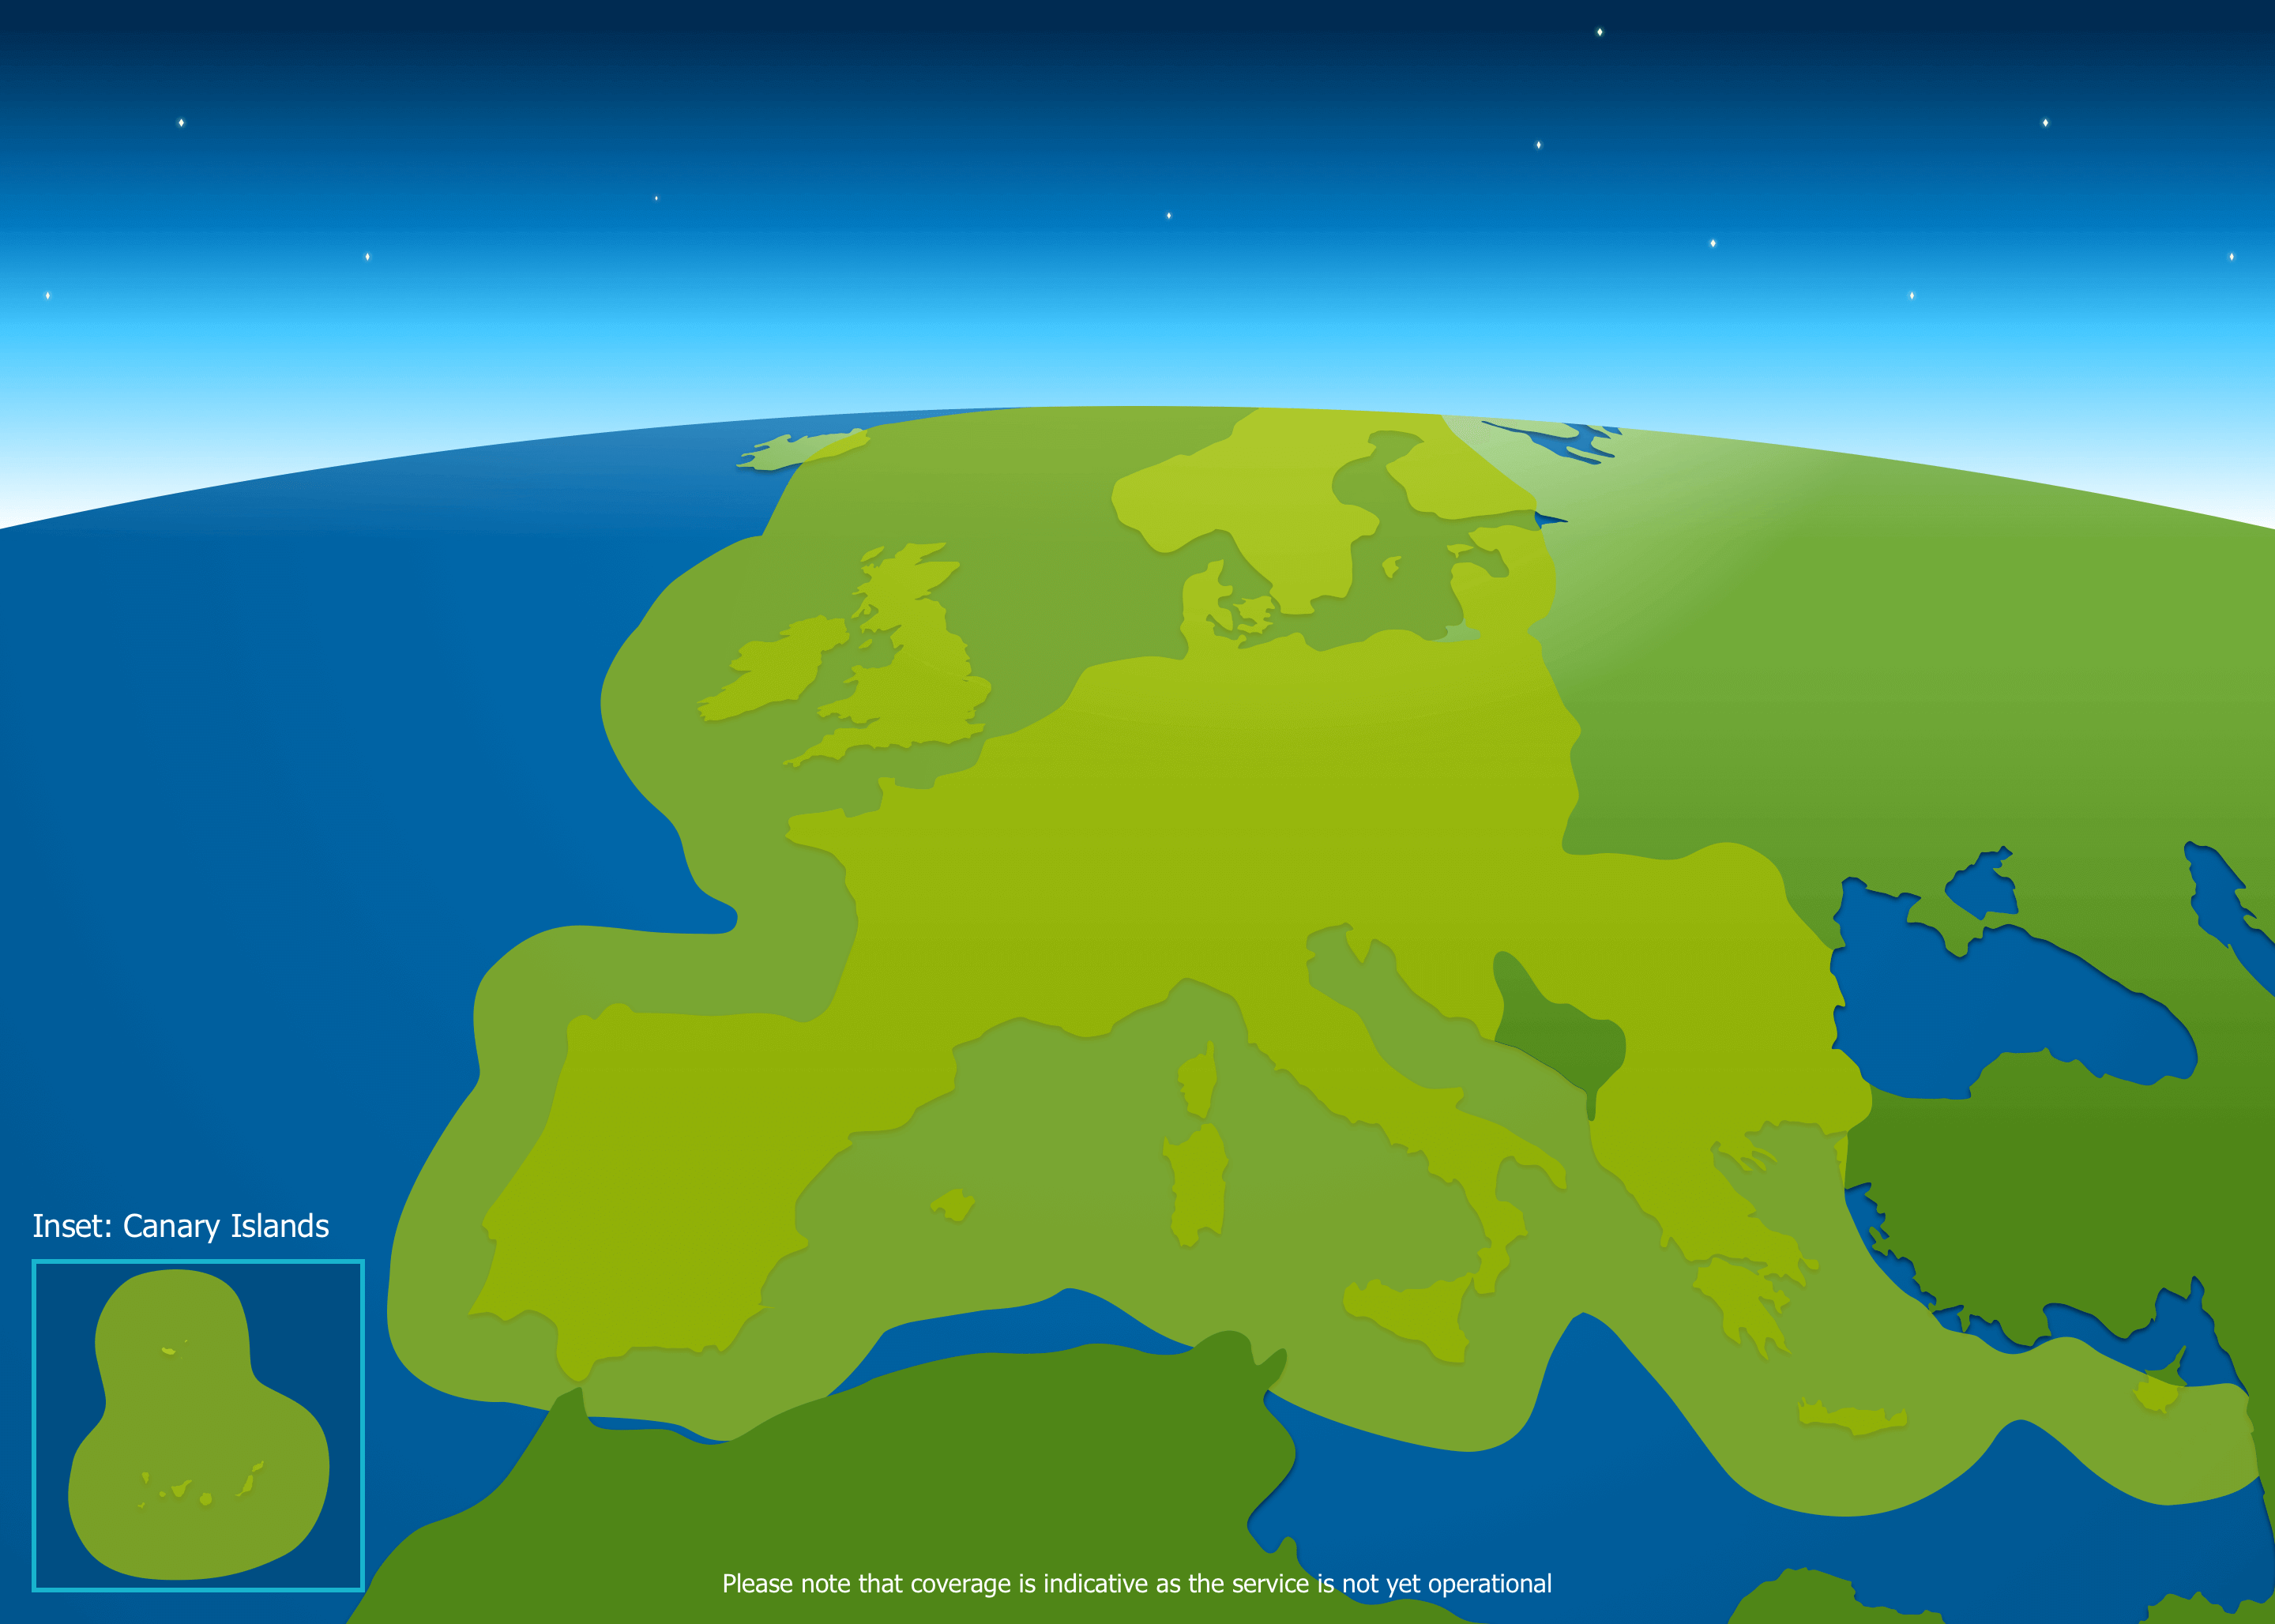 Inset: Canary Islands
Please note that coverage is indicative as the service is not yet operational